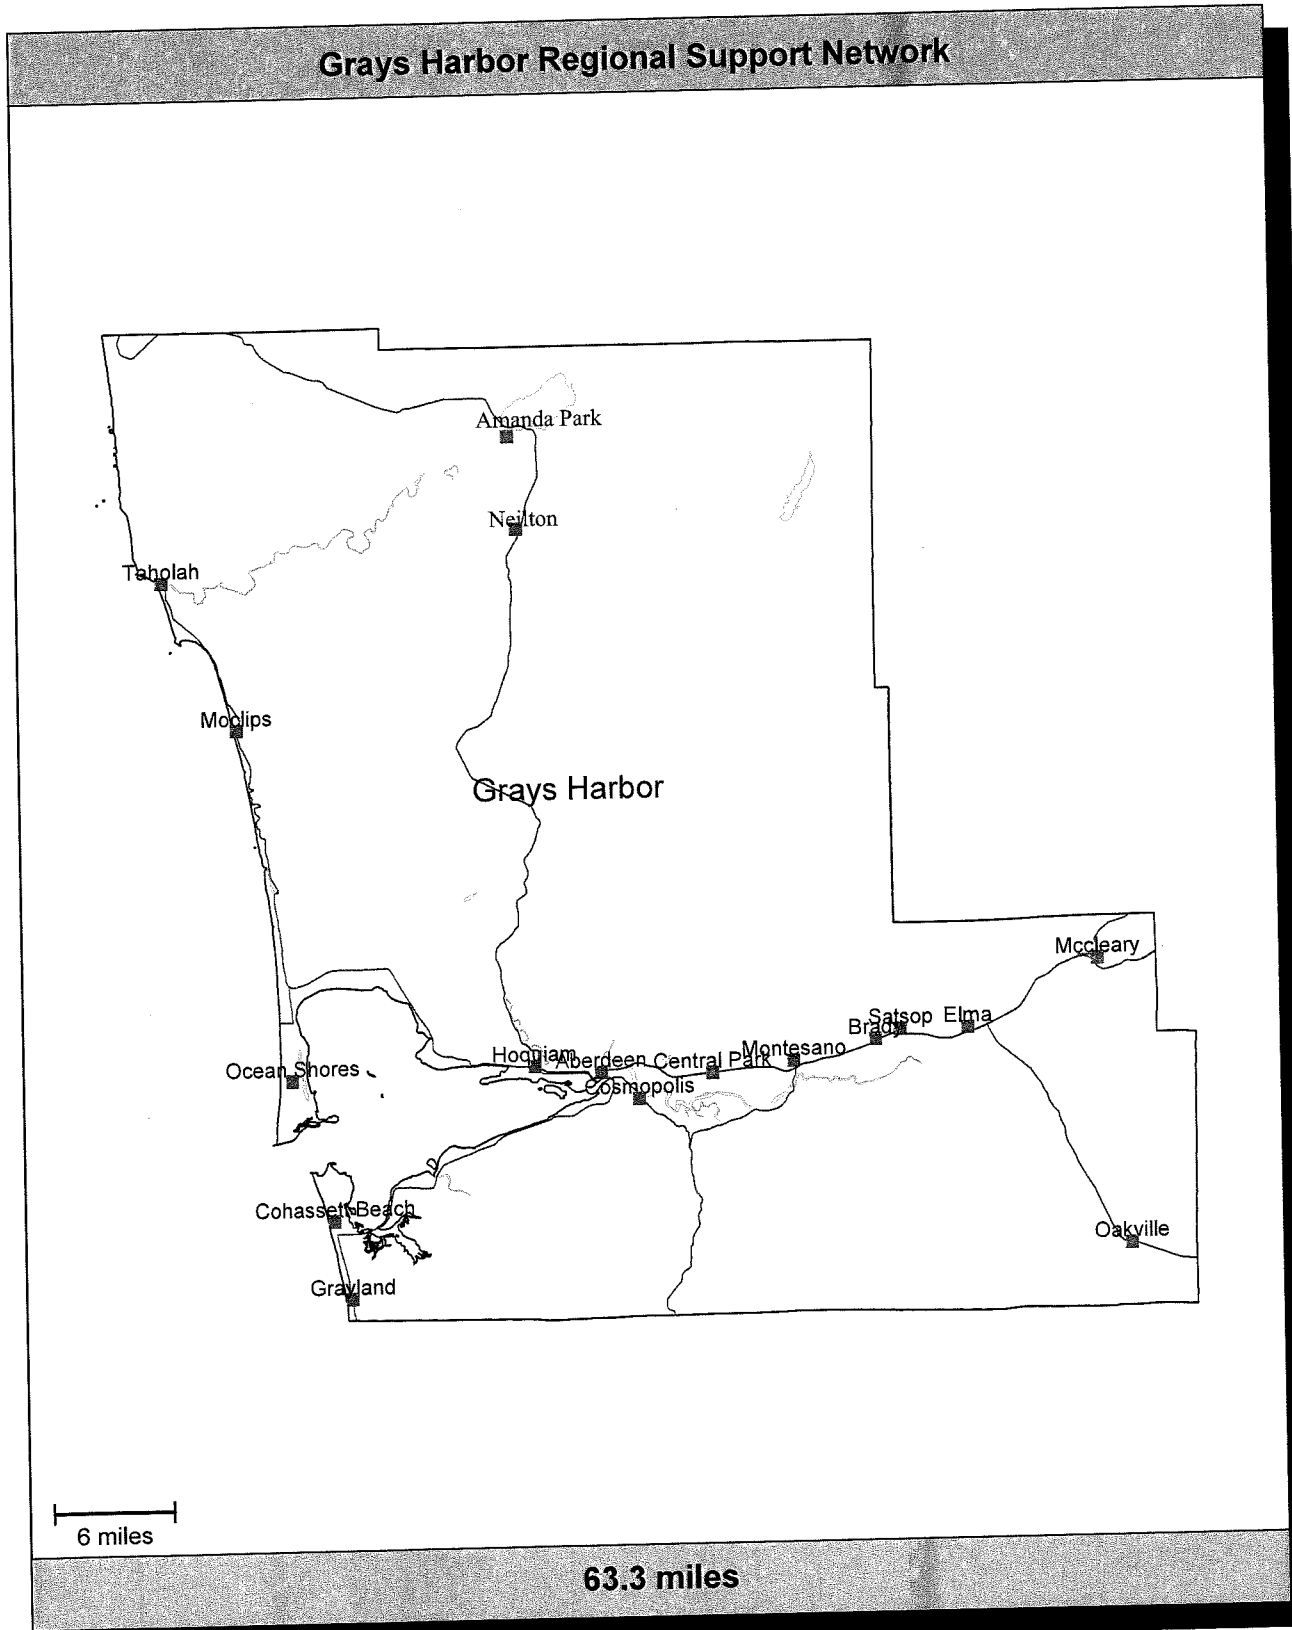 Grays Harbor Regional Support Network
Amanda Park
Neilton
Taholah
Moclips
Grays Harbor
Mccleary
Satsop
Elma
Brady
Montesano
Hoquiam
Aberdeen
Central Park
Ocean Shores
Cosmopolis
Cohassett Beach
Oakville
Grayland
6 miles
63.3 miles